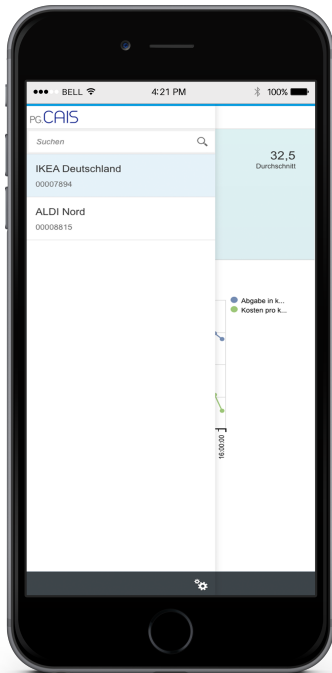 BELL 4:21 PM 100%
PG.CAIS
Suchen
IKEA Deutschland
00007894
ALDI Nord
00008815
32,5
Durchschnitt
Abgabe in k...
Kosten pro k...
16:00:00